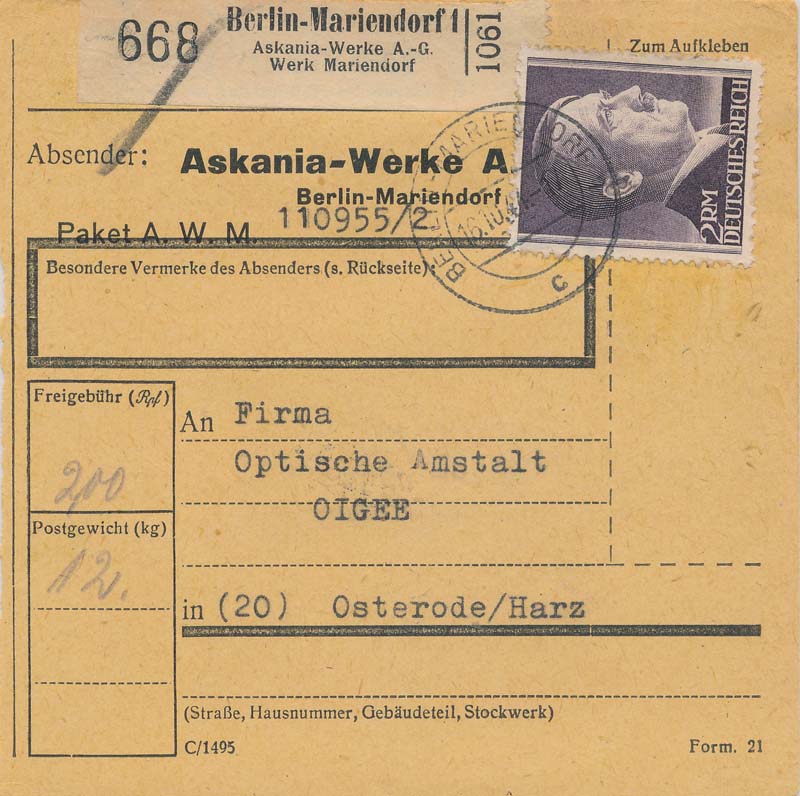 668
Berlin-Mariendorf 1
Askania-Werke A.-G.
Werk Mariendorf
1061
Zum Aufkleben
Absender: Askania-Werke A
Berlin-Mariendorf
Paket A. W. M. 110955/2
DEUTSCHES REICH
2RM
MARIENDORF
c
Besondere Vermerke des Absenders (s. Rückseite):
Freigebühr (Rpf)
200
Postgewicht (kg)
12.
An Firma
Optische Amstalt
OIGEE
in (20) Osterode/Harz
(Straße, Hausnummer, Gebäudeteil, Stockwerk)
C/1495
Form. 21